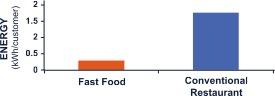 ENERGY
(kWh/customer)
2
1.5
1
0.5
0
Fast Food
Conventional
Restaurant